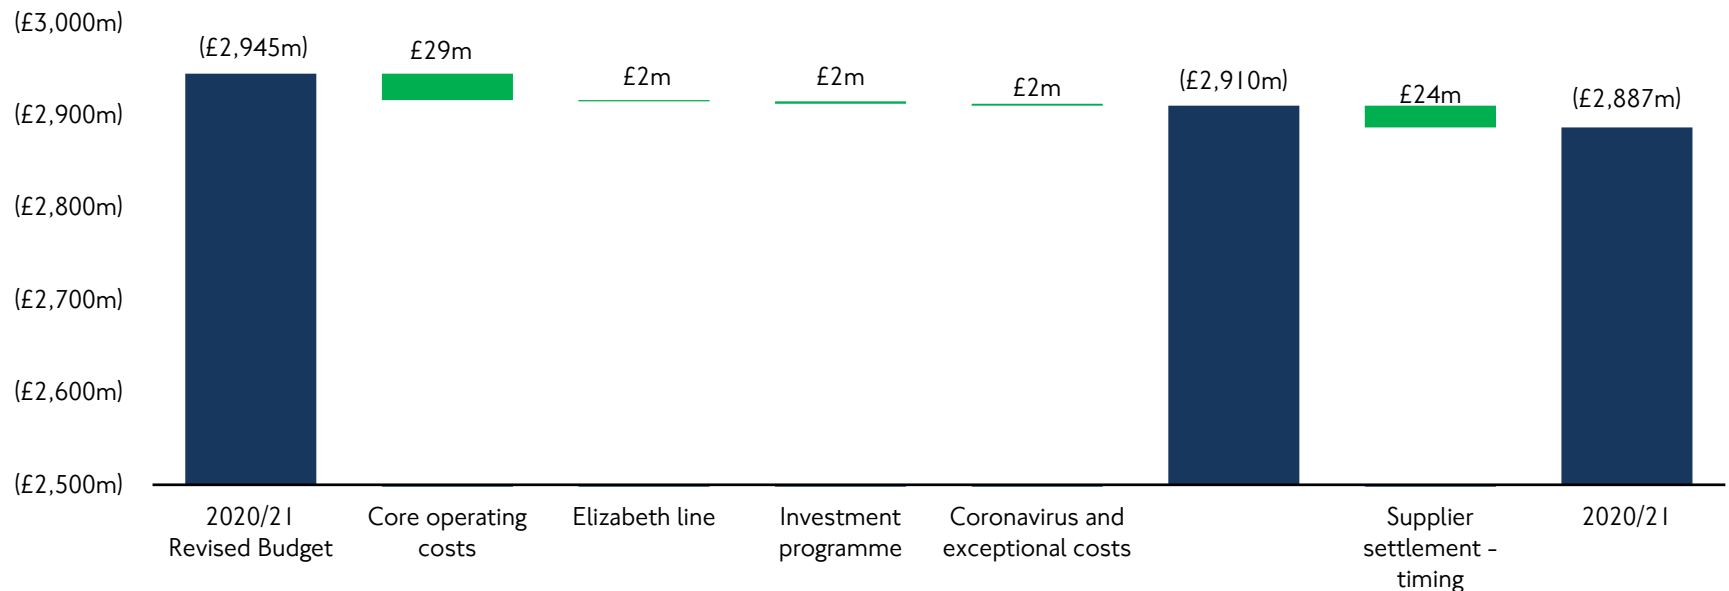 (£3,000m)
(£2,900m)
(£2,800m)
(£2,700m)
(£2,600m)
(£2,500m)
(£2,945m)
£29m
£2m
£2m
£2m
(£2,910m)
£24m
(£2,887m)
2020/21
Revised Budget
Core operating
costs
Elizabeth line
Investment
programme
Coronavirus and
exceptional costs
Supplier
settlement -
timing
2020/21